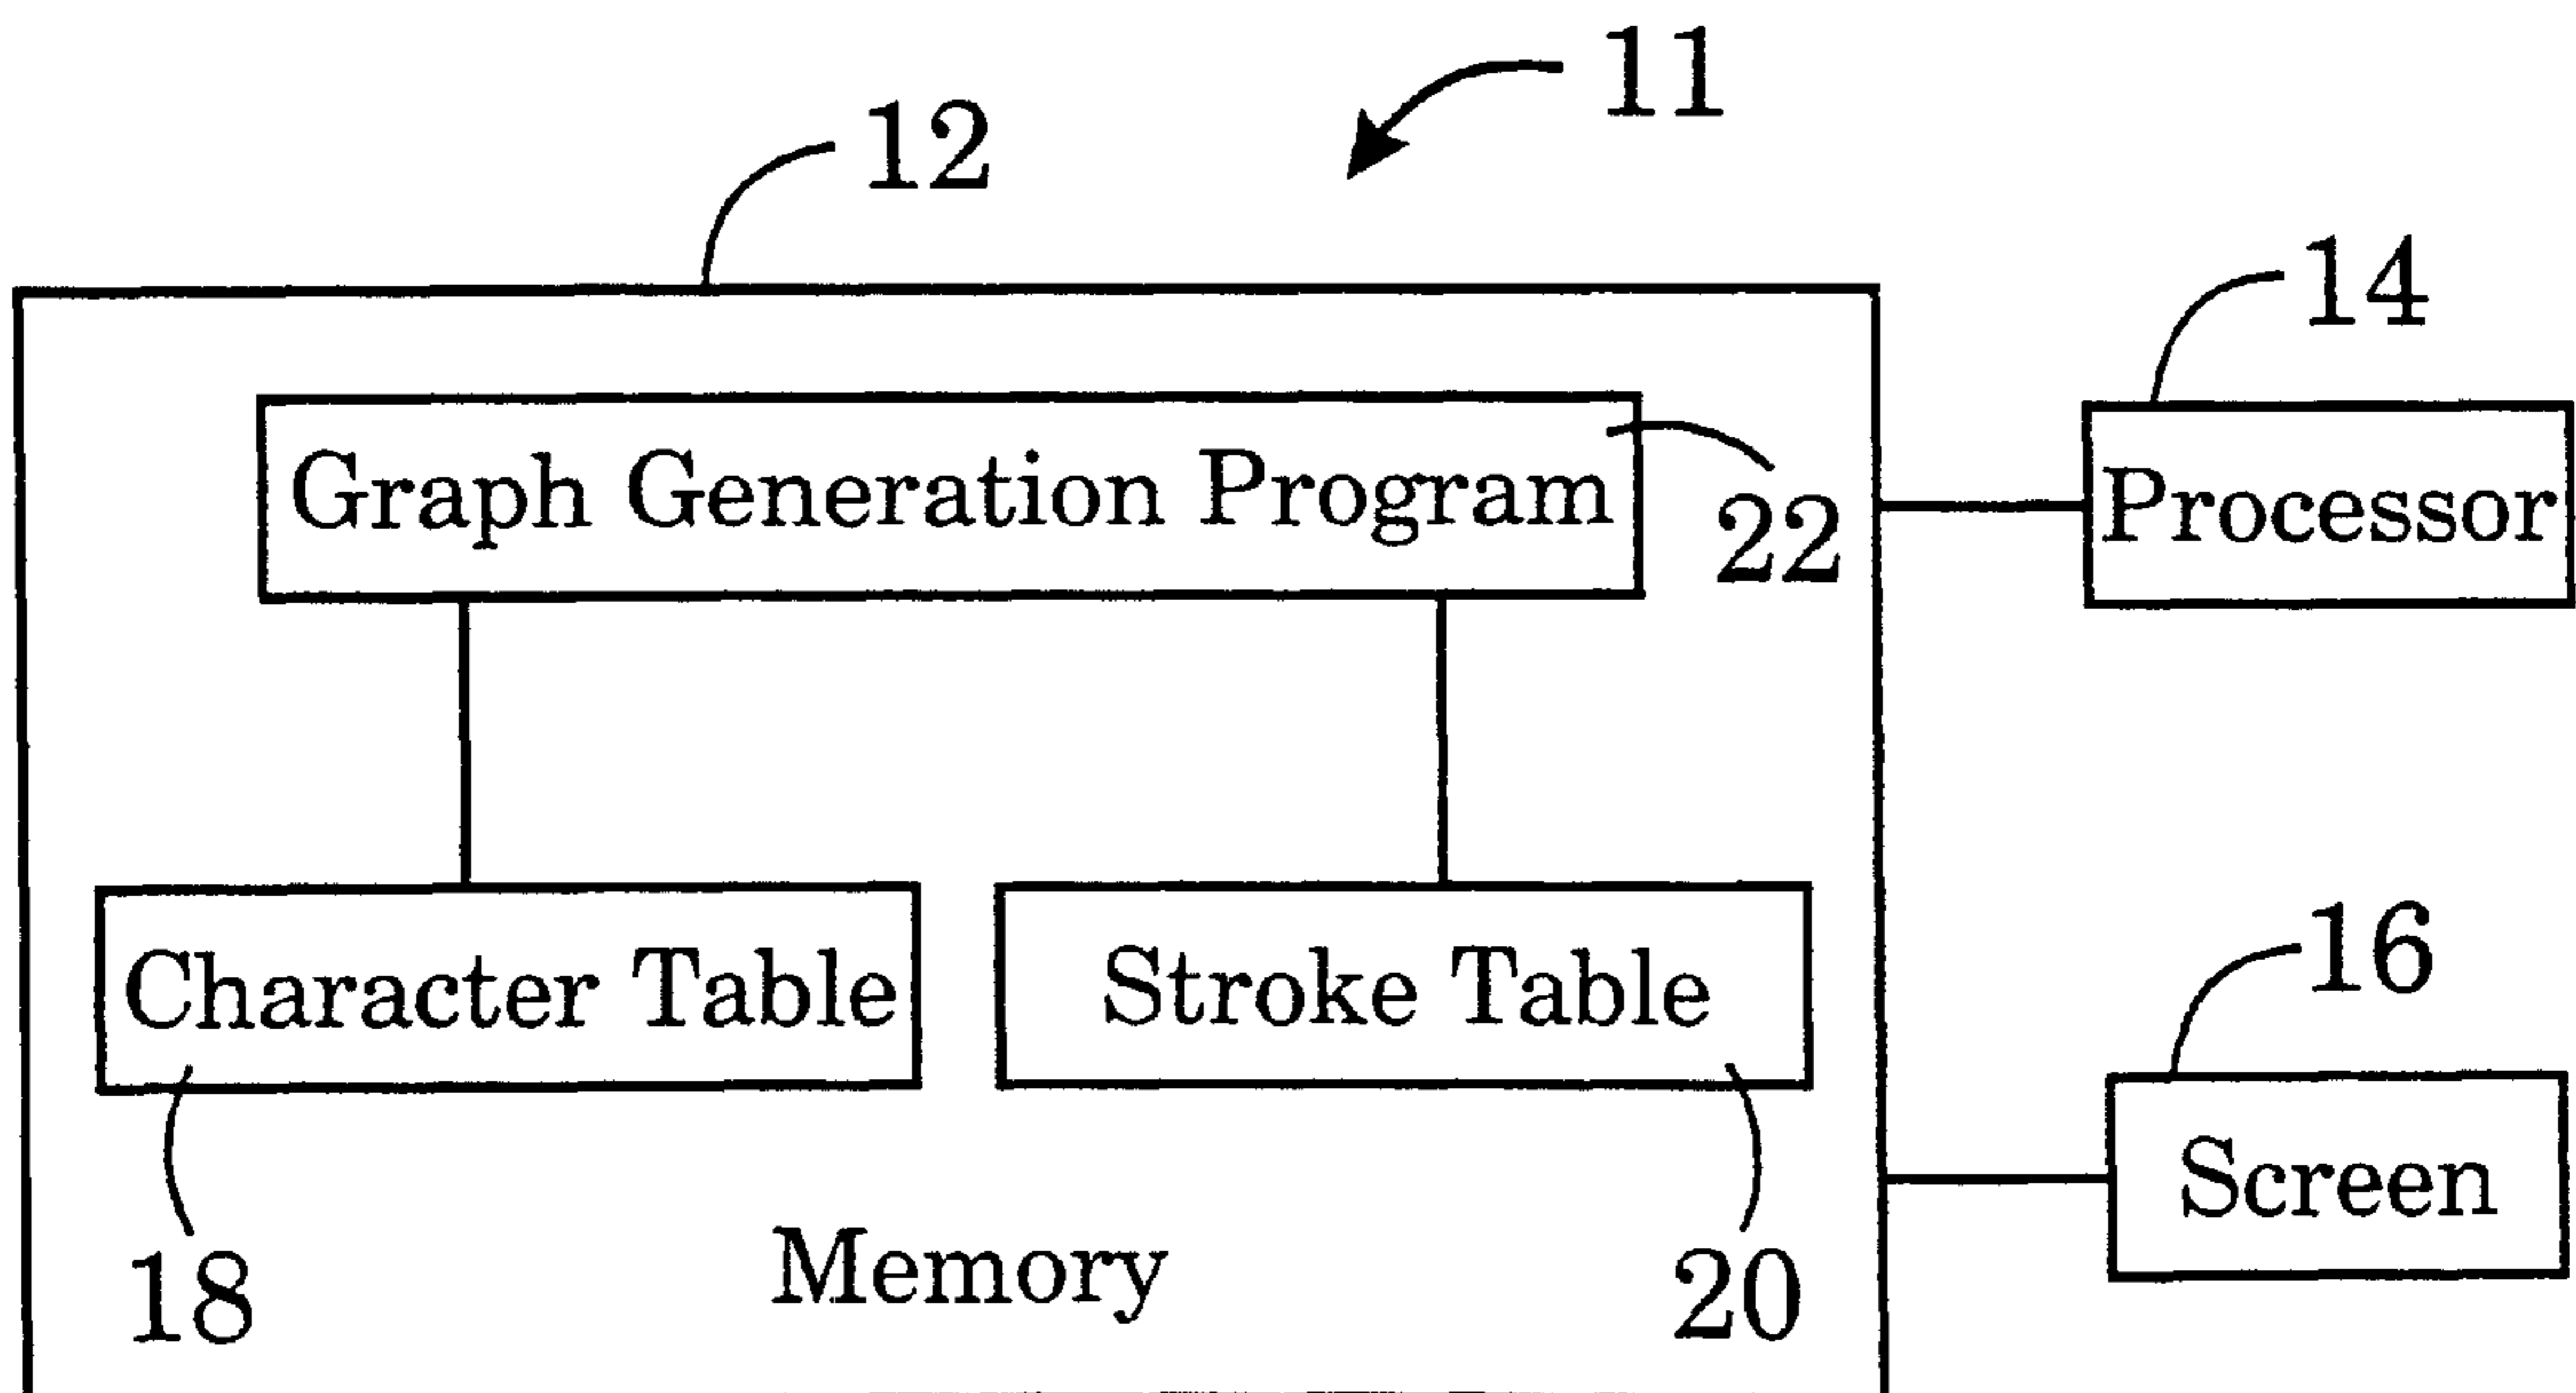 11
12
14
Graph Generation Program
22
Processor
Character Table
Stroke Table
16
18
Memory
20
Screen